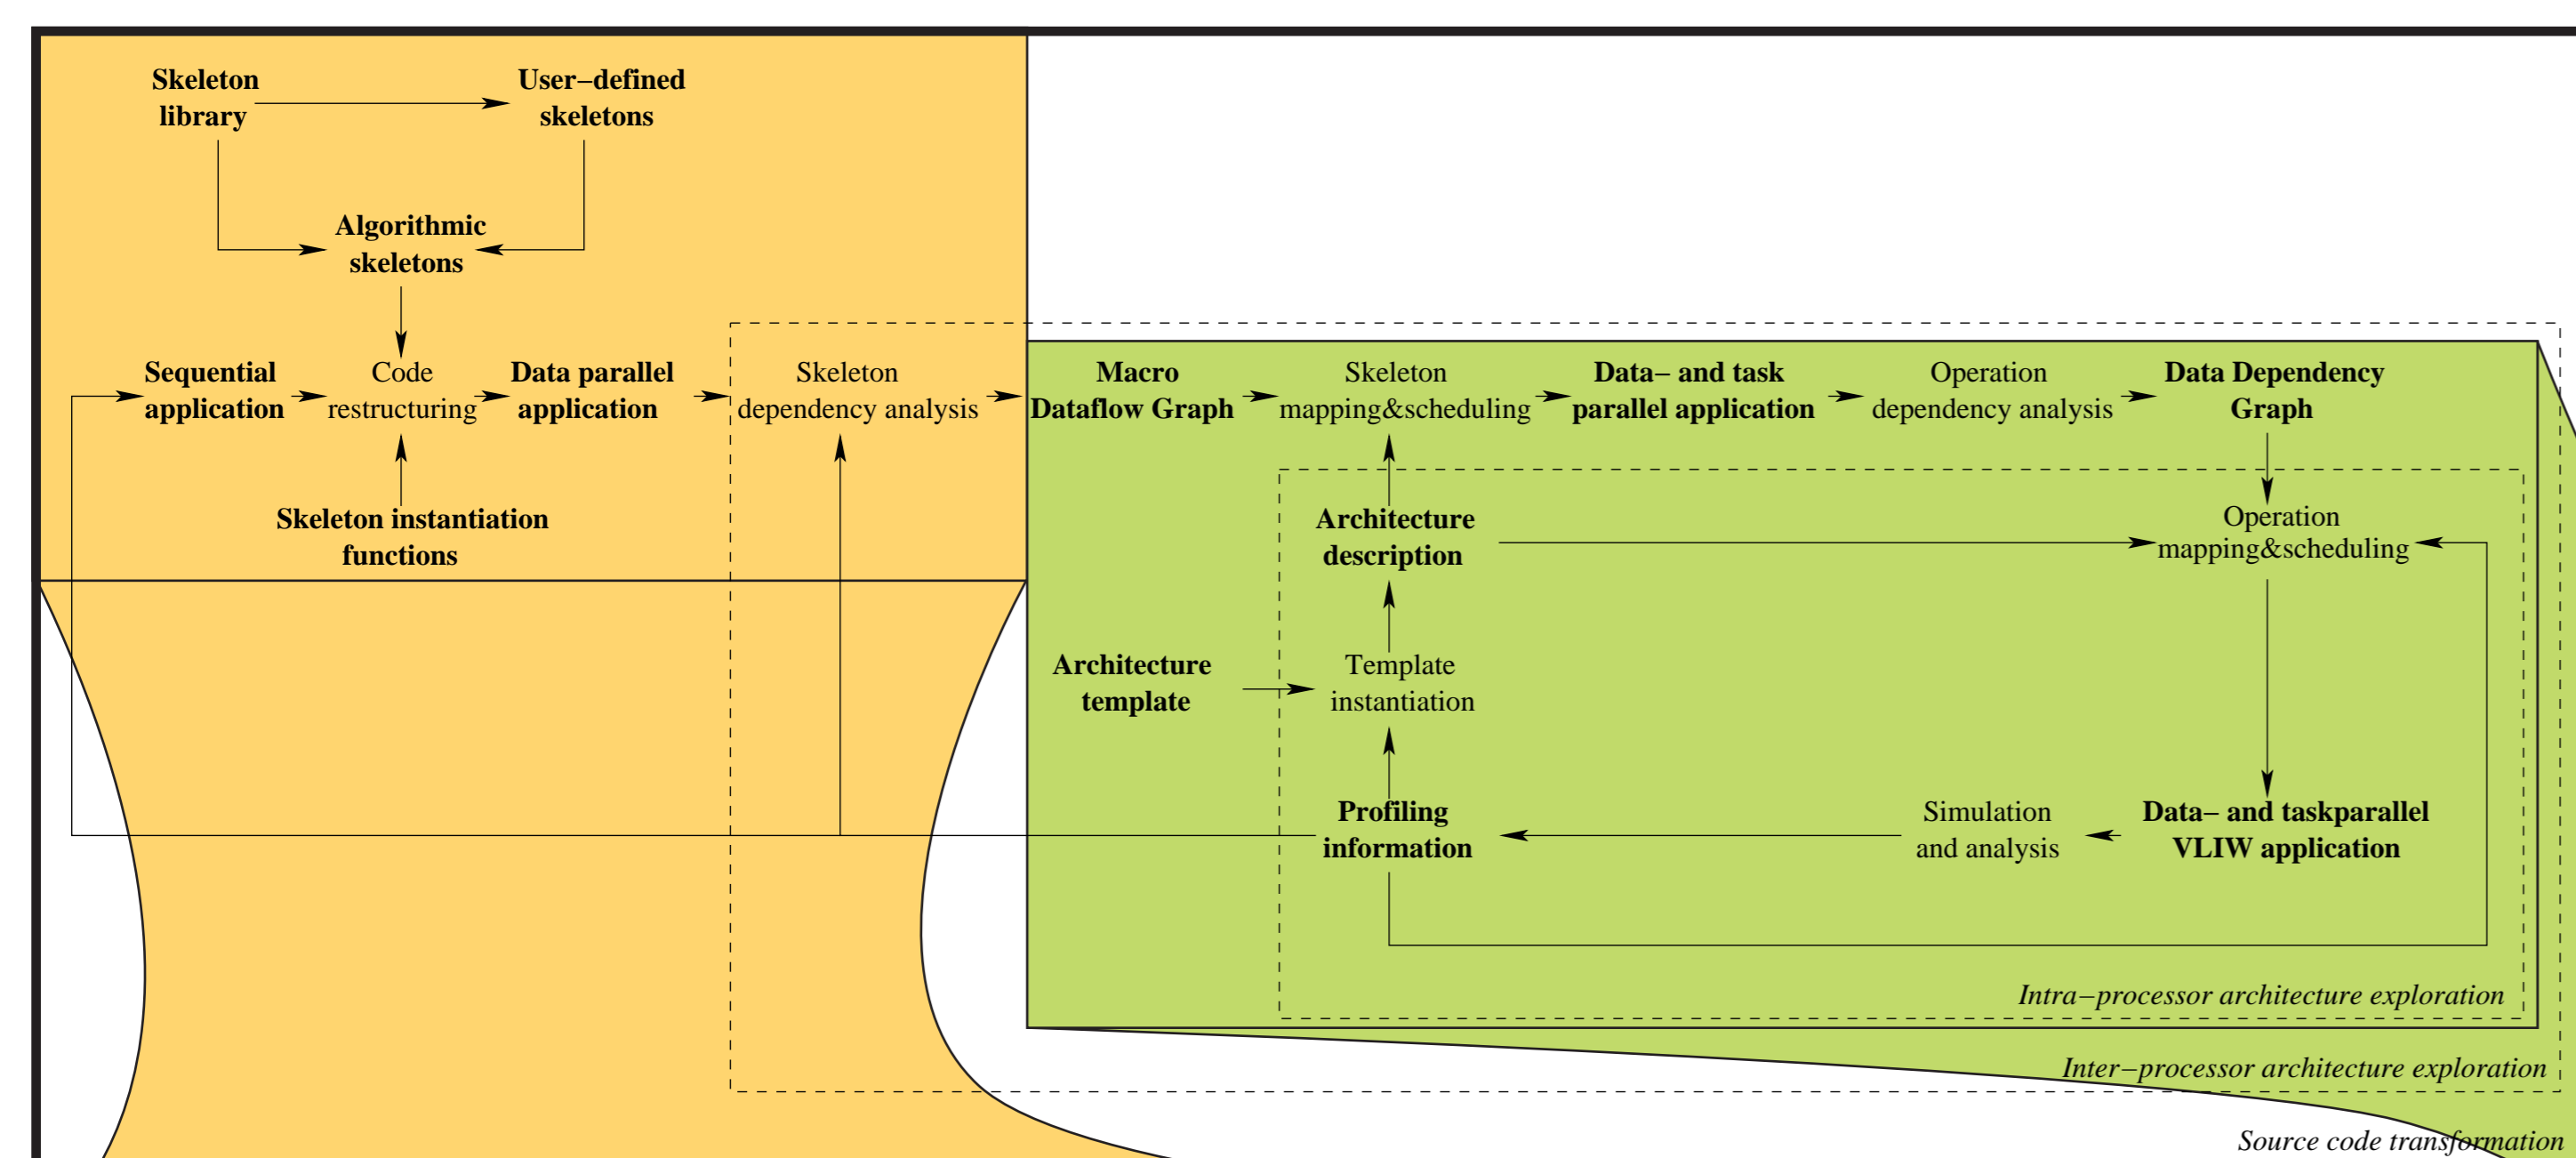 Skeleton
library
User–defined
skeletons
Algorithmic
skeletons
Sequential
application
Code
restructuring
Data parallel
application
Skeleton
dependency analysis
Macro
Dataflow Graph
Skeleton
mapping&scheduling
Data– and task
parallel application
Operation
dependency analysis
Data Dependency
Graph
Skeleton instantiation
functions
Architecture
description
Operation
mapping&scheduling
Architecture
template
Template
instantiation
Profiling
information
Simulation
and analysis
Data– and taskparallel
VLIW application
Intra–processor architecture exploration
Inter–processor architecture exploration
Source code transformation